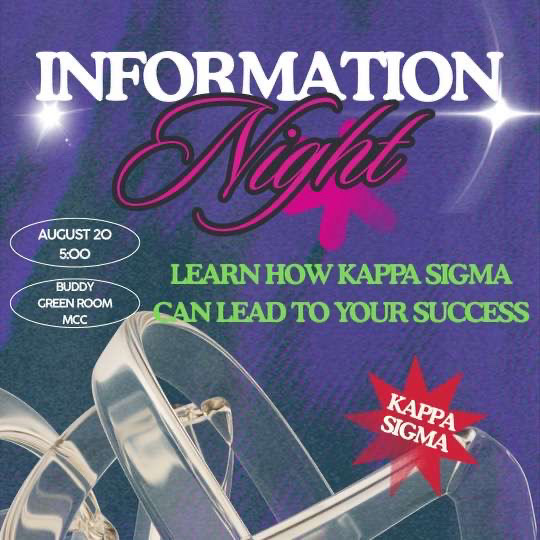 INFORMATION
Night
AUGUST 20
5:00
BUDDY
GREEN ROOM
MCC
LEARN HOW KAPPA SIGMA
CAN LEAD TO YOUR SUCCESS
KAPPA
SIGMA